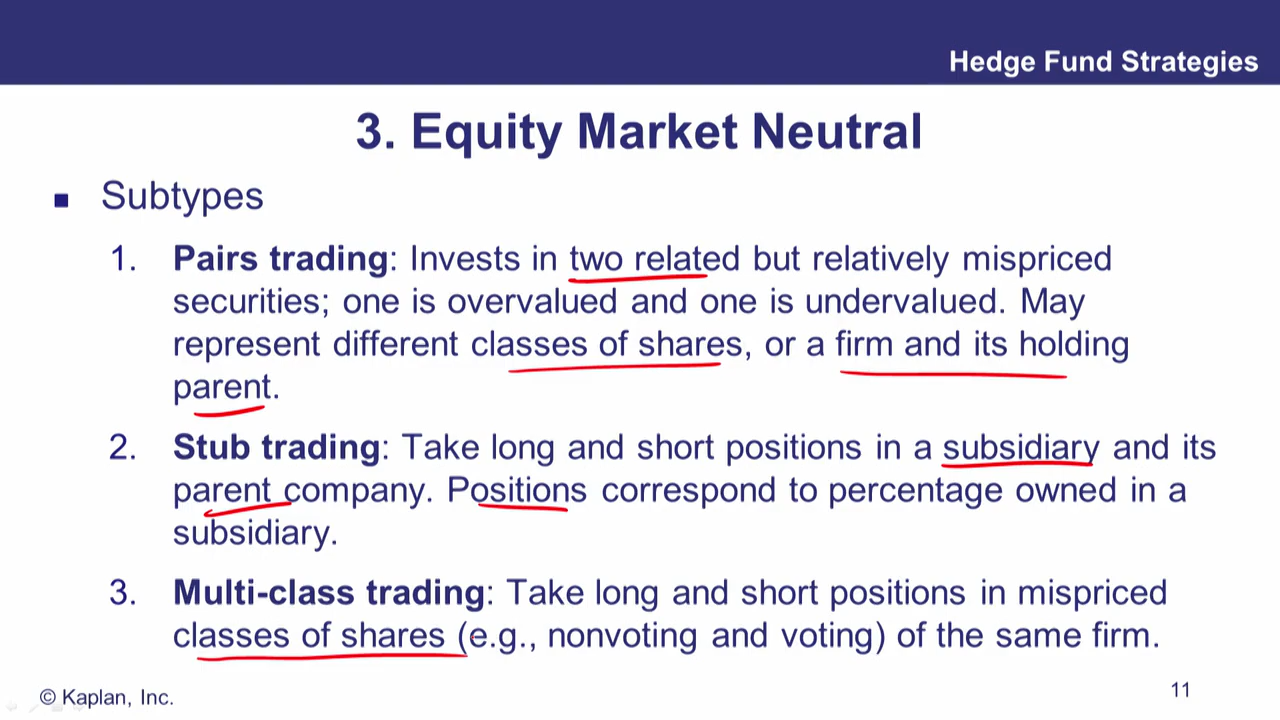 Hedge Fund Strategies
3. Equity Market Neutral
■ Subtypes
1. Pairs trading: Invests in two related but relatively mispriced
securities; one is overvalued and one is undervalued. May
represent different classes of shares, or a firm and its holding
parent.
2. Stub trading: Take long and short positions in a subsidiary and its
parent company. Positions correspond to percentage owned in a
subsidiary.
3. Multi-class trading: Take long and short positions in mispriced
classes of shares (e.g., nonvoting and voting) of the same firm.
© Kaplan, Inc.
11